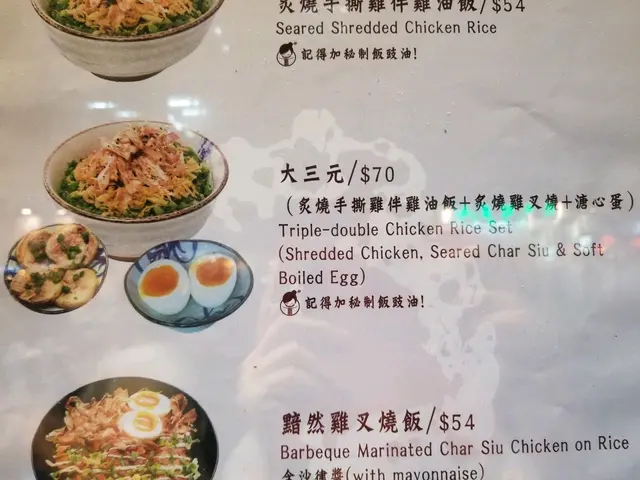 炙燒手撕雞伴雞油飯/$54
Seared Shredded Chicken Rice
記得加秘制飯豉油!
大三元/$70
(炙燒手撕雞伴雞油飯+炙燒雞叉燒+溏心蛋)
Triple-double Chicken Rice Set
(Shredded Chicken, Seared Char Siu & Soft
Boiled Egg)
記得加秘制飯豉油!
黯然雞叉燒飯/$54
Barbeque Marinated Char Siu Chicken on Rice
含沙律醬(with mayonnaise)